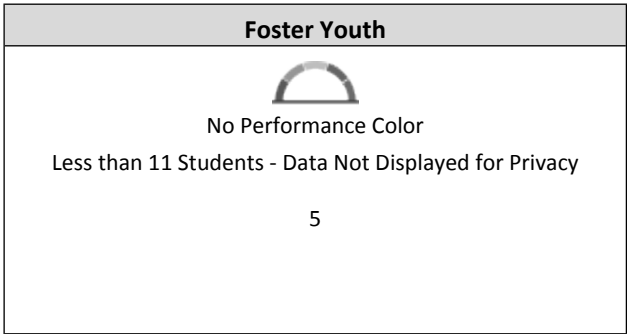 Foster Youth
No Performance Color
Less than 11 Students - Data Not Displayed for Privacy
5